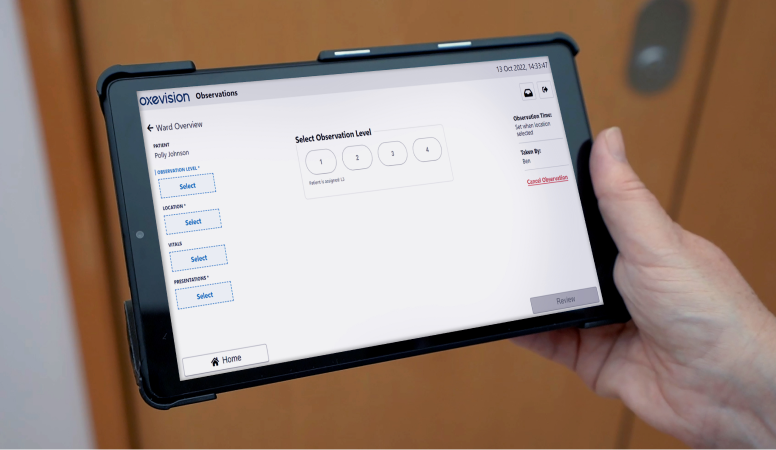 oxevision Observations
13 Oct 2022, 14:33:47
← Ward Overview
PATIENT
Polly Johnson
OBSERVATION LEVEL *
Select
LOCATION *
Select
VITALS
Select
PRESENTATIONS *
Select
Home
Select Observation Level
1 2 3 4
Patient is assigned: L2
Observation Time:
Set when location
selected
Taken By:
Ben
Cancel Observation
Review